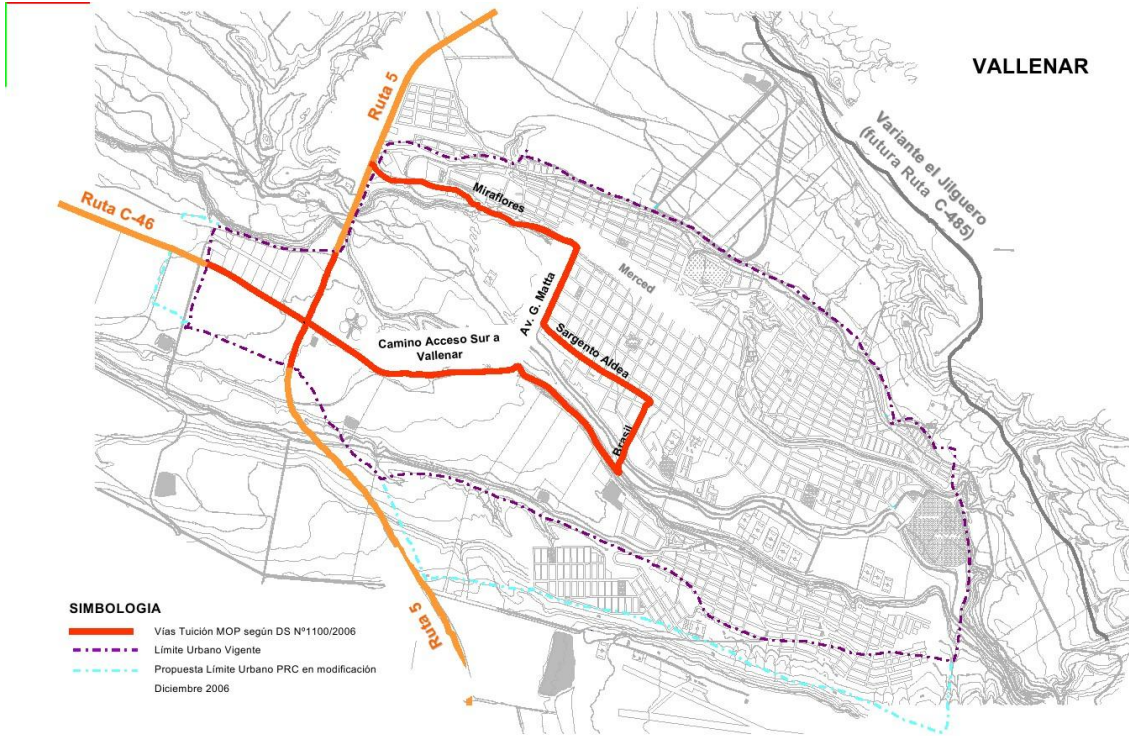 VALLENAR
Ruta 5
Variante el Jilguero
(futura Ruta C-485)
Ruta C-46
Miraflores
Merced
Av. G. Matta
Camino Acceso Sur a
Vallenar
Sargento Aldea
Brasil
Ruta 5
SIMBOLOGIA
Vías Tuición MOP según DS Nº1100/2006
Límite Urbano Vigente
Propuesta Límite Urbano PRC en modificación
Diciembre 2006